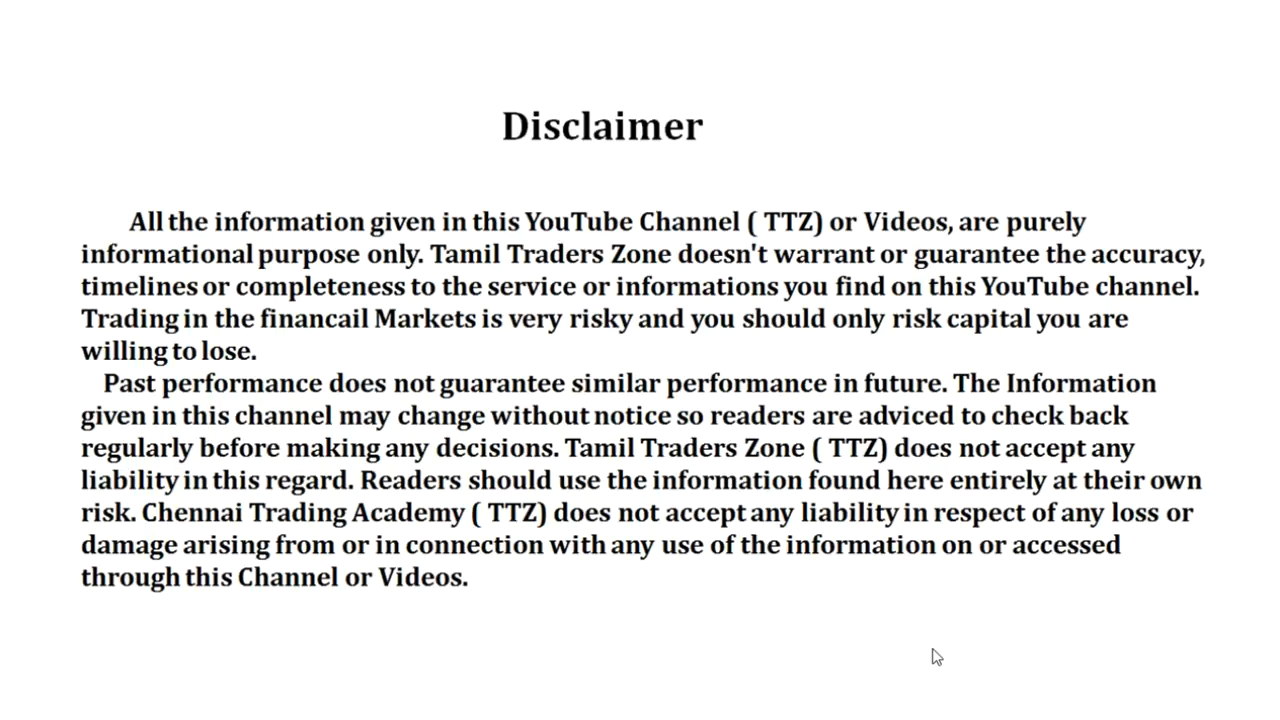 Disclaimer
All the information given in this YouTube Channel ( TTZ) or Videos, are purely
informational purpose only. Tamil Traders Zone doesn't warrant or guarantee the accuracy,
timelines or completeness to the service or informations you find on this YouTube channel.
Trading in the financail Markets is very risky and you should only risk capital you are
willing to lose.
Past performance does not guarantee similar performance in future. The Information
given in this channel may change without notice so readers are adviced to check back
regularly before making any decisions. Tamil Traders Zone ( TTZ) does not accept any
liability in this regard. Readers should use the information found here entirely at their own
risk. Chennai Trading Academy ( TTZ) does not accept any liability in respect of any loss or
damage arising from or in connection with any use of the information on or accessed
through this Channel or Videos.